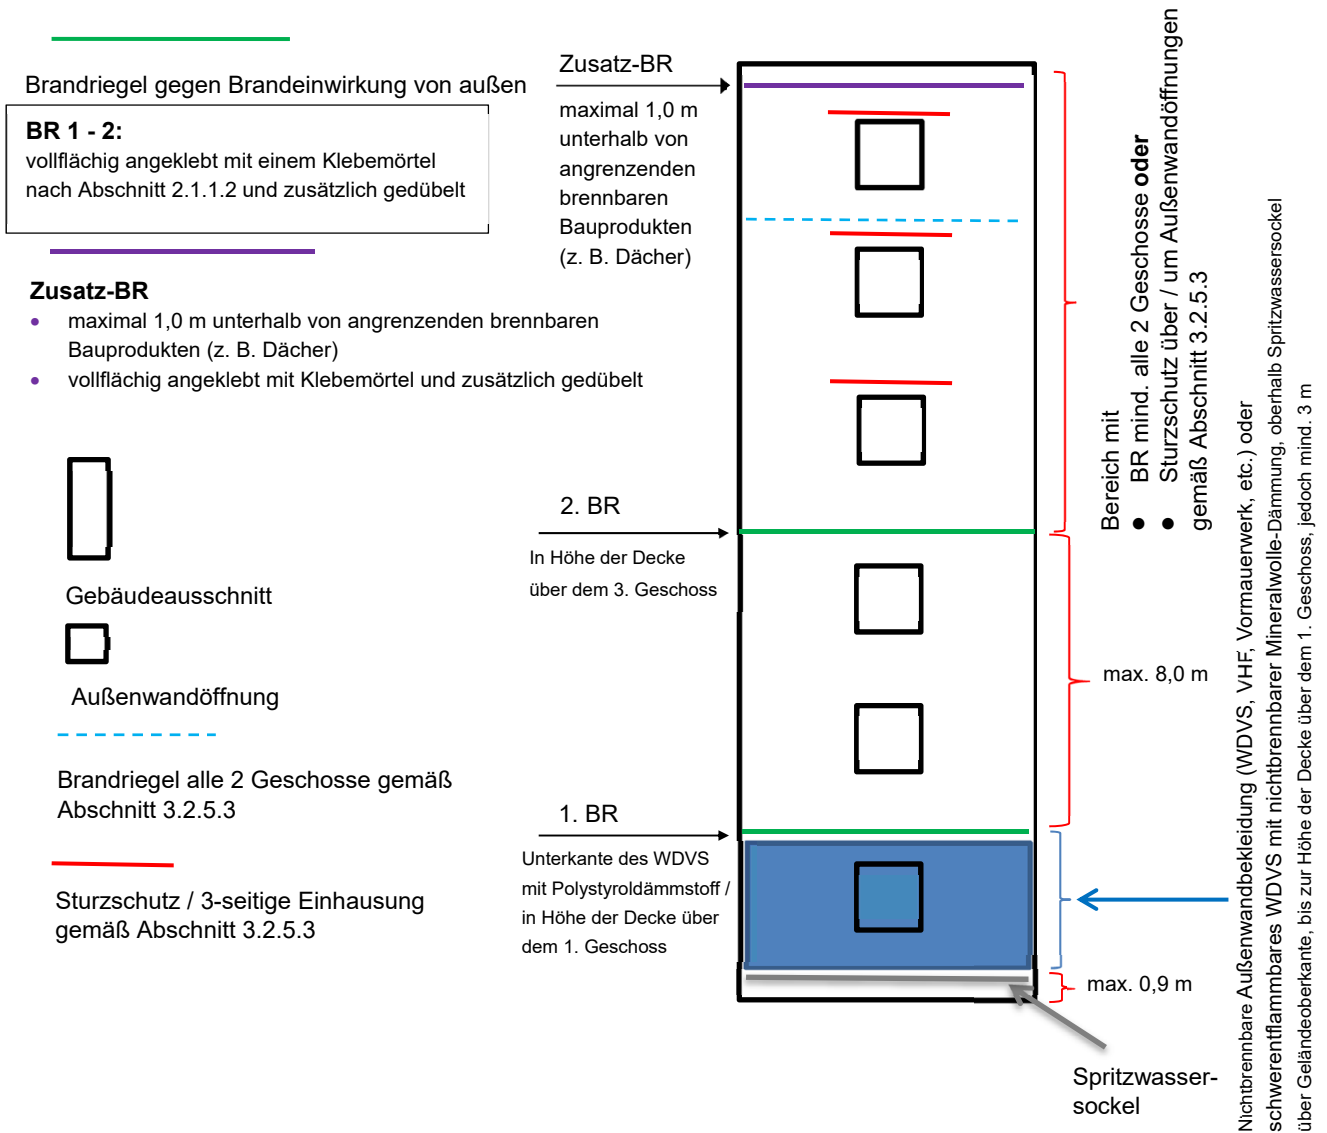 Brandriegel gegen Brandeinwirkung von außen
BR 1 - 2:
vollflächig angeklebt mit einem Klebemörtel
nach Abschnitt 2.1.1.2 und zusätzlich gedübelt
Zusatz-BR
• maximal 1,0 m unterhalb von angrenzenden brennbaren
Bauprodukten (z. B. Dächer)
• vollflächig angeklebt mit Klebemörtel und zusätzlich gedübelt
Gebäudeausschnitt
Außenwandöffnung
Brandriegel alle 2 Geschosse gemäß
Abschnitt 3.2.5.3
Sturzschutz / 3-seitige Einhausung
gemäß Abschnitt 3.2.5.3
Zusatz-BR
maximal 1,0 m
unterhalb von
angrenzenden
brennbaren
Bauprodukten
(z. B. Dächer)
2. BR
In Höhe der Decke
über dem 3. Geschoss
1. BR
Unterkante des WDVS
mit Polystyroldämmstoff /
in Höhe der Decke über
dem 1. Geschoss
Bereich mit
● BR mind. alle 2 Geschosse oder
● Sturzschutz über / um Außenwandöffnungen
gemäß Abschnitt 3.2.5.3
max. 8,0 m
max. 0,9 m
Spritzwasser-
sockel
Nichtbrennbare Außenwandbekleidung (WDVS, VHF, Vormauerwerk, etc.) oder
schwerentflammbares WDVS mit nichtbrennbarer Mineralwolle-Dämmung, oberhalb Spritzwassersockel
über Geländeoberkante, bis zur Höhe der Decke über dem 1. Geschoss, jedoch mind. 3 m